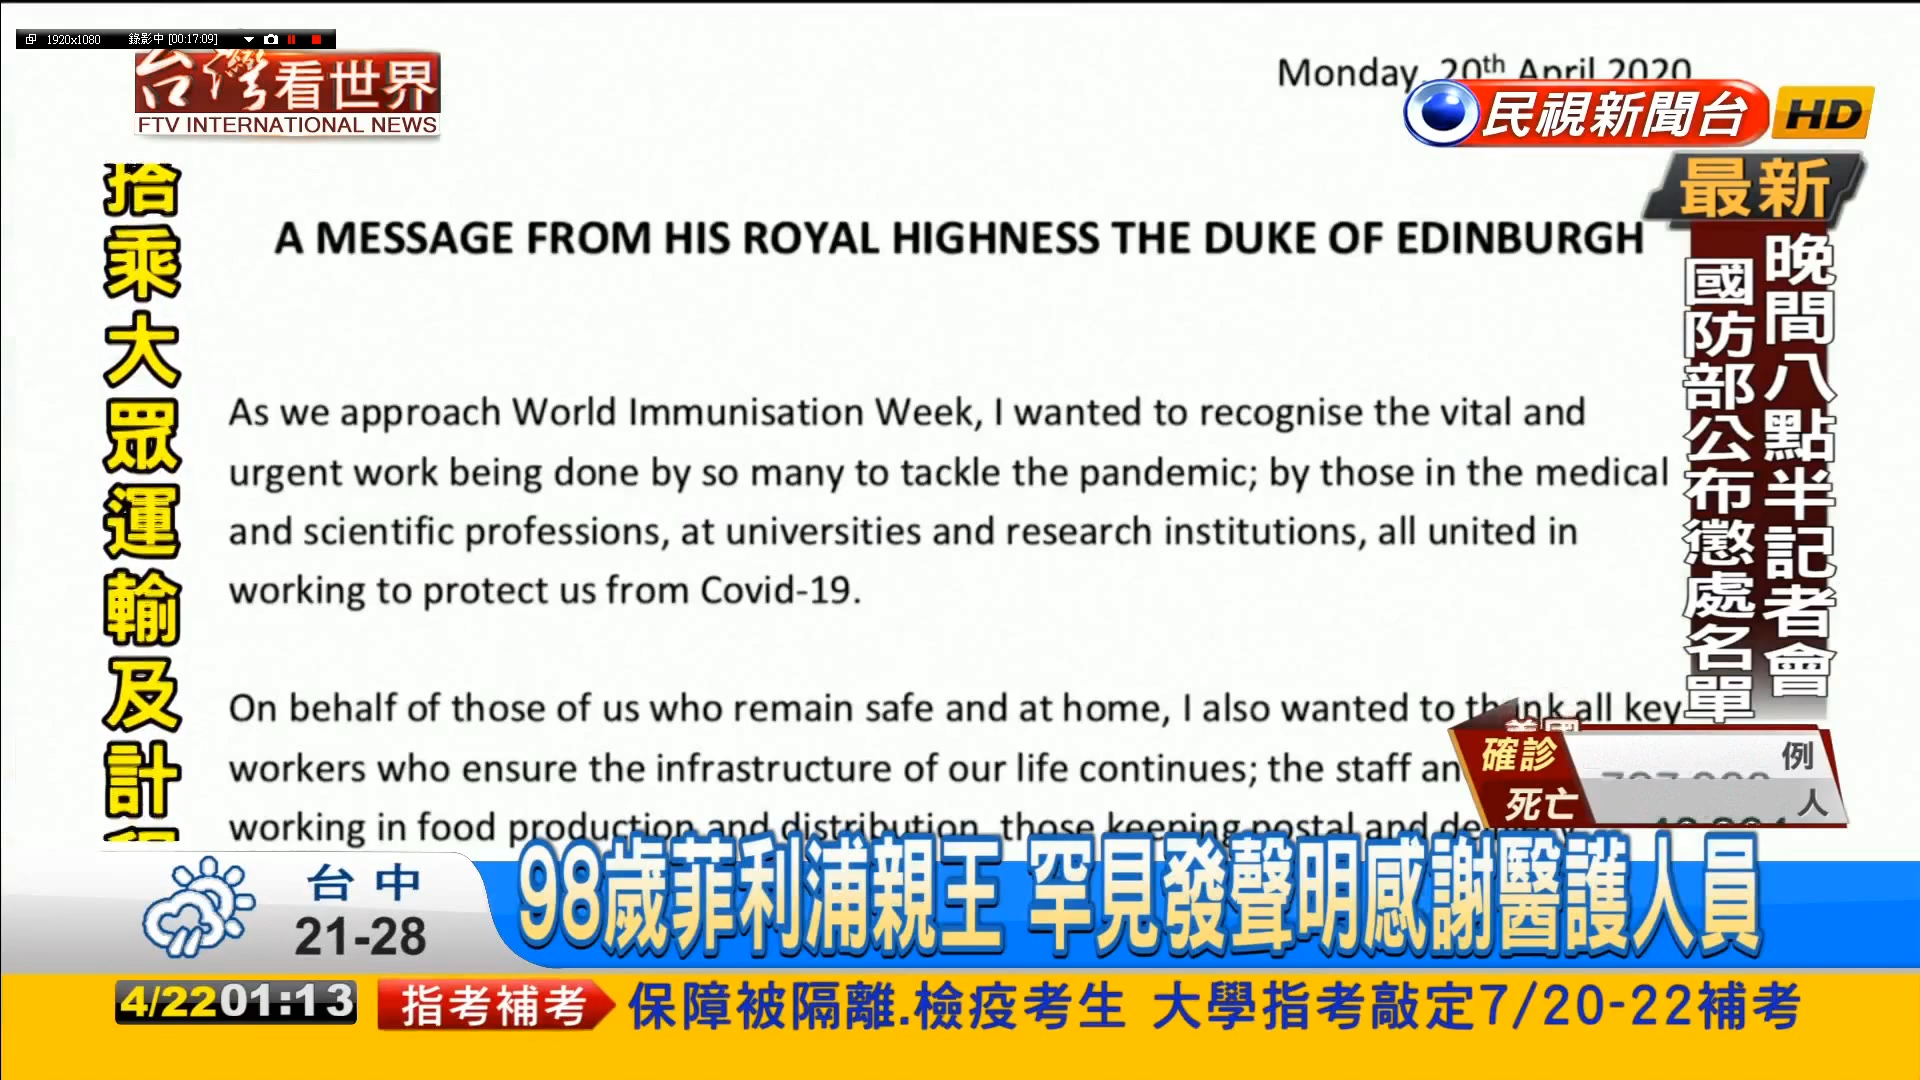 1920x1080 錄影中 [00:17:09]
台灣看世界
FTV INTERNATIONAL NEWS
Monday, 20th April 2020
民視新聞台 HD
最新
晚間八點半記者會
國防部公布懲處名單
拾乘大眾運輸及計
A MESSAGE FROM HIS ROYAL HIGHNESS THE DUKE OF EDINBURGH
As we approach World Immunisation Week, I wanted to recognise the vital and
urgent work being done by so many to tackle the pandemic; by those in the medical
and scientific professions, at universities and research institutions, all united in
working to protect us from Covid-19.
On behalf of those of us who remain safe and at home, I also wanted to thank all key
workers who ensure the infrastructure of our life continues; the staff an
working in food production and distribution, those keeping postal and delivery
確診 例
死亡 人
台中
21-28
98歲菲利浦親王 罕見發聲明感謝醫護人員
4/22 01:13
指考補考
保障被隔離.檢疫考生 大學指考敲定7/20-22補考